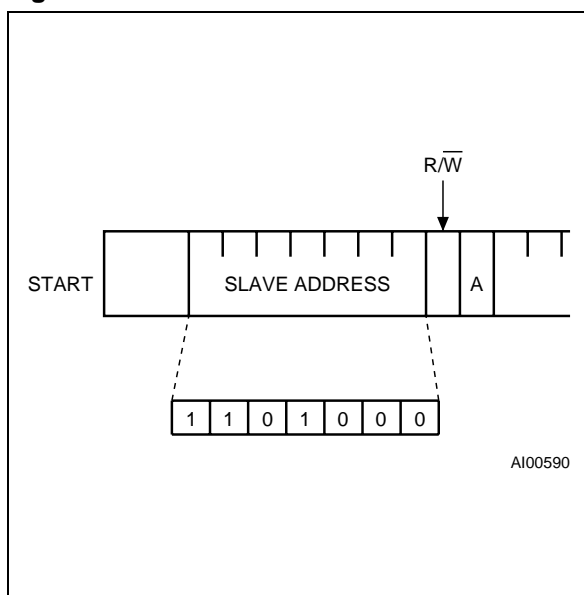 R/W̅
START
SLAVE ADDRESS
A
1 1 0 1 0 0 0
AI00590